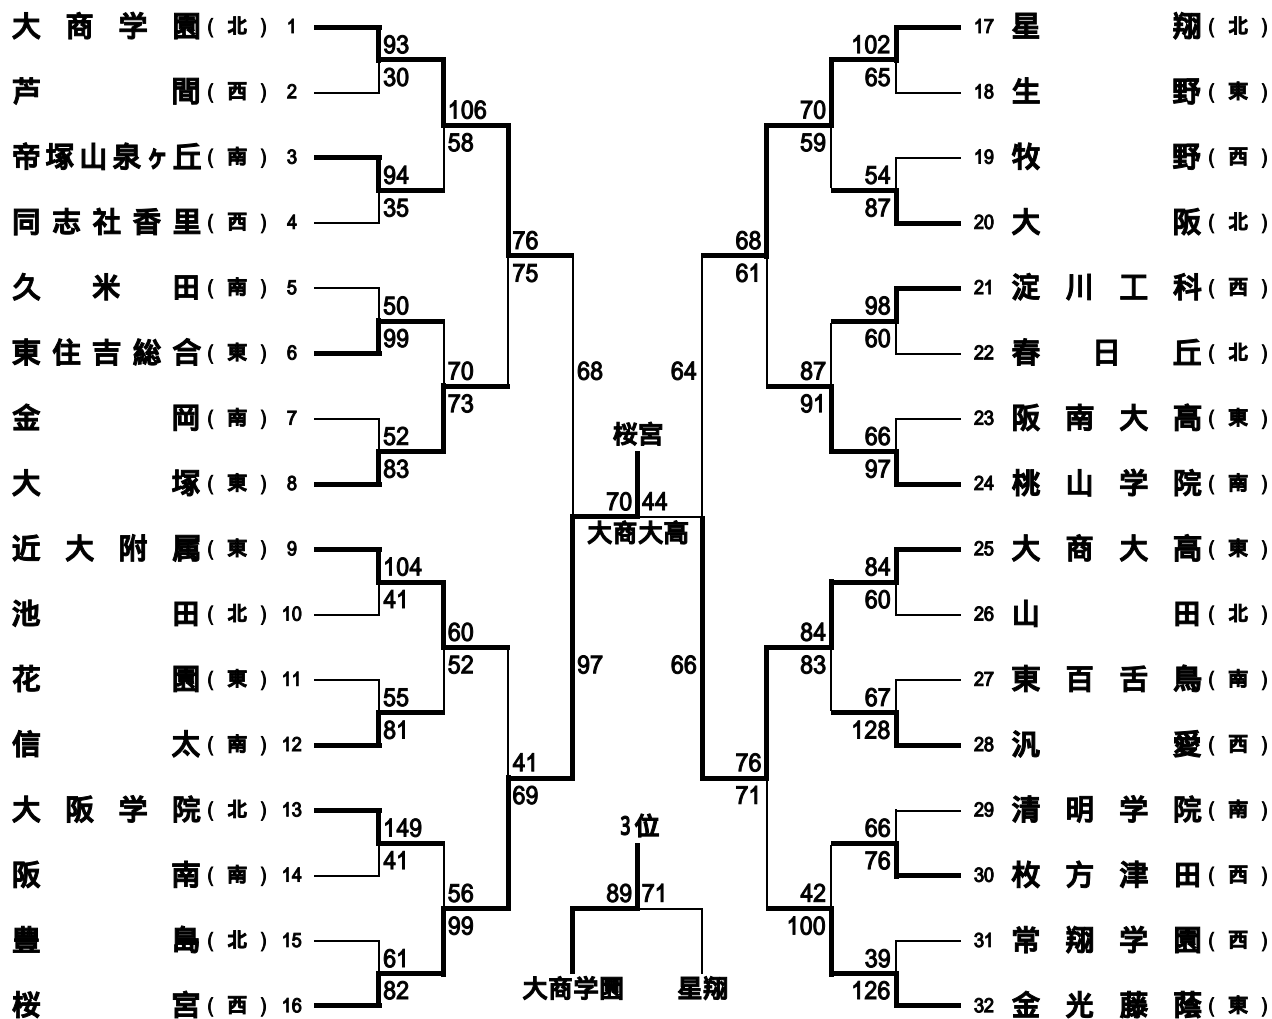 大商学園(北) 1
芦間(西) 2
帝塚山泉ヶ丘(南) 3
同志社香里(西) 4
久米田(南) 5
東住吉総合(東) 6
金岡(南) 7
大塚(東) 8
近大附属(東) 9
池田(北) 10
花園(東) 11
信太(南) 12
大阪学院(北) 13
阪南(南) 14
豊島(北) 15
桜宮(西) 16
93
30
94
35
50
99
52
83
104
41
55
81
149
41
61
82
106
58
70
73
60
52
56
99
76
75
41
69
68
97
桜宮
70 44
大商大高
3位
89 71
大商学園 星翔
64
66
68
61
76
71
70
59
87
91
84
83
42
100
102
65
54
87
98
60
66
97
84
60
67
128
66
76
39
126
17 星翔(北)
18 生野(東)
19 牧野(西)
20 大阪(北)
21 淀川工科(西)
22 春日丘(北)
23 阪南大高(東)
24 桃山学院(南)
25 大商大高(東)
26 山田(北)
27 東百舌鳥(南)
28 汎愛(西)
29 清明学院(南)
30 枚方津田(西)
31 常翔学園(西)
32 金光藤蔭(東)